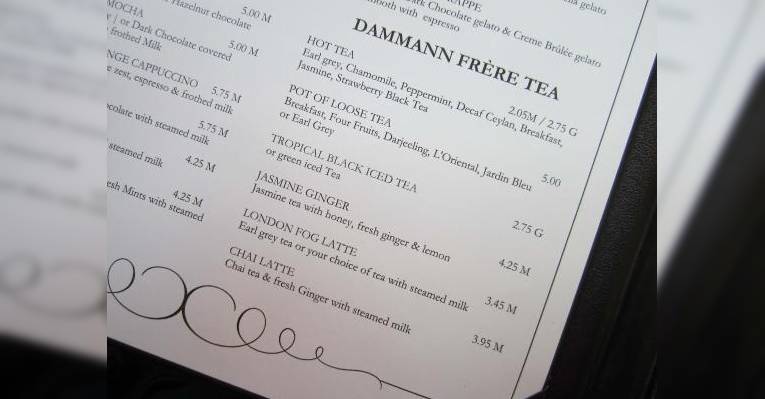 RAPPE
Dark Chocolate gelato & Creme Brûlée gelato
smooth with espresso
Hazelnut chocolate
5.00 M
MOCHA
or Dark Chocolate covered
5.00 M
frothed Milk
NGE CAPPUCCINO 5.75 M
zest, espresso & frothed milk
5.75 M
with steamed milk
steamed milk 4.25 M
4.25 M
Mints with steamed
DAMMANN FRÈRE TEA
HOT TEA 2.05M / 2.75 G
Earl grey, Chamomile, Peppermint, Decaf Ceylan, Breakfast,
Jasmine, Strawberry Black Tea
POT OF LOOSE TEA 5.00
Breakfast, Four Fruits, Darjeeling, L'Oriental, Jardin Bleu
or Earl Grey
TROPICAL BLACK ICED TEA 2.75 G
or green iced Tea
JASMINE GINGER 4.25 M
Jasmine tea with honey, fresh ginger & lemon
LONDON FOG LATTE 3.45 M
Earl grey tea or your choice of tea with steamed milk
CHAI LATTE 3.95 M
Chai tea & fresh Ginger with steamed milk